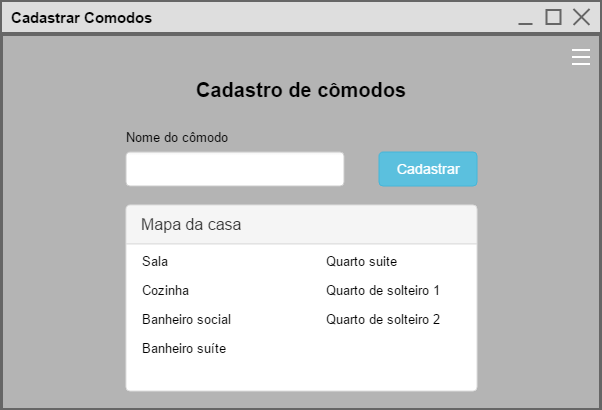 Cadastrar Comodos
Cadastro de cômodos
Nome do cômodo
Cadastrar
Mapa da casa
Sala
Quarto suite
Cozinha
Quarto de solteiro 1
Banheiro social
Quarto de solteiro 2
Banheiro suíte